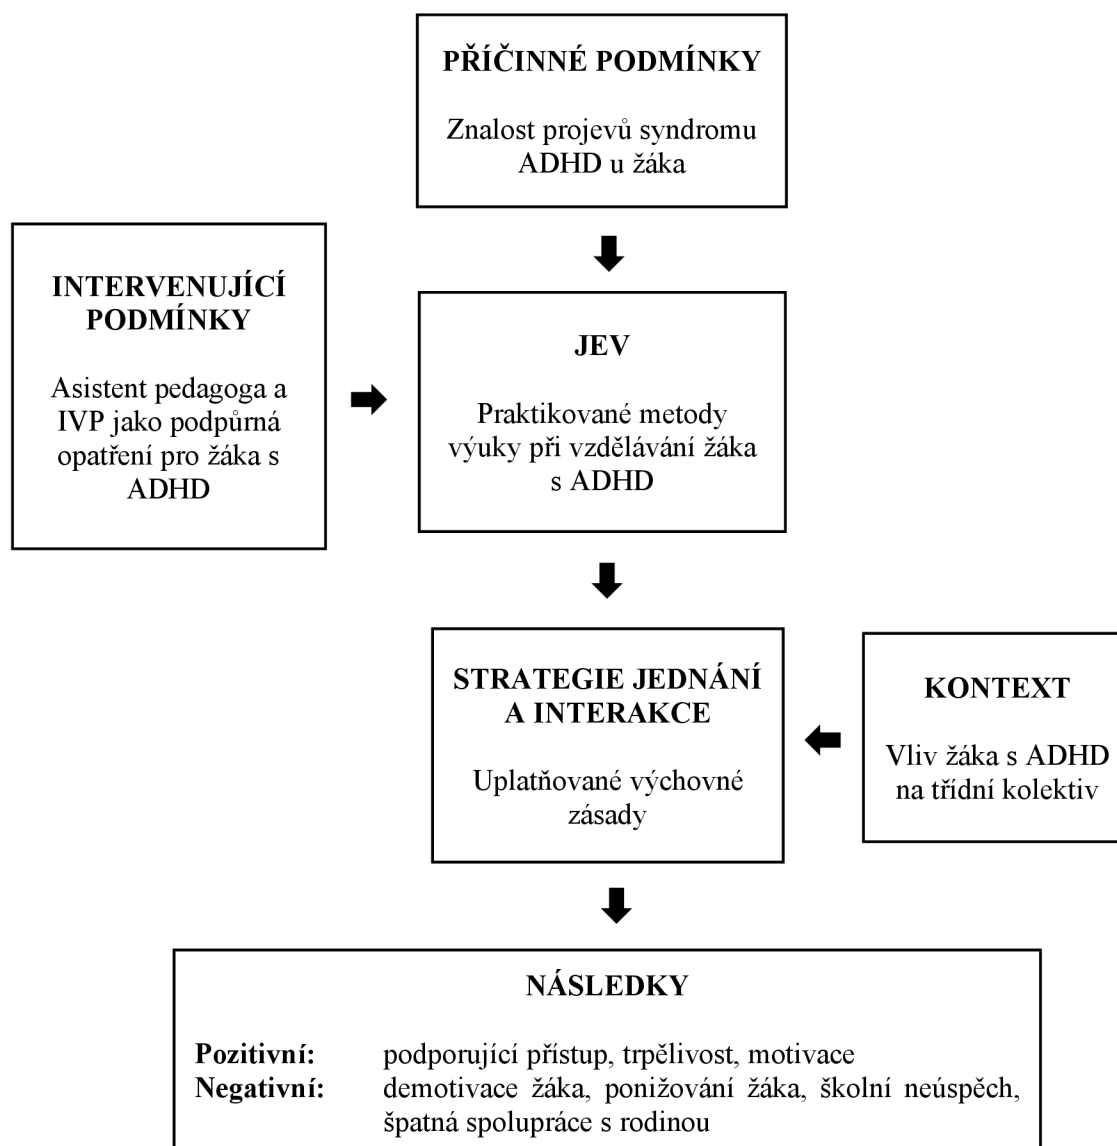 PŘÍČINNÉ PODMÍNKY
Znalost projevů syndromu
ADHD u žáka
INTERVENUJÍCÍ
PODMÍNKY
Asistent pedagoga a
IVP jako podpůrná
opatření pro žáka s
ADHD
JEV
Praktikované metody
výuky při vzdělávání žáka
s ADHD
STRATEGIE JEDNÁNÍ
A INTERAKCE
Uplatňované výchovné
zásady
KONTEXT
Vliv žáka s ADHD
na třídní kolektiv
NÁSLEDKY
Pozitivní: podporující přístup, trpělivost, motivace
Negativní: demotivace žáka, ponižování žáka, školní neúspěch,
špatná spolupráce s rodinou